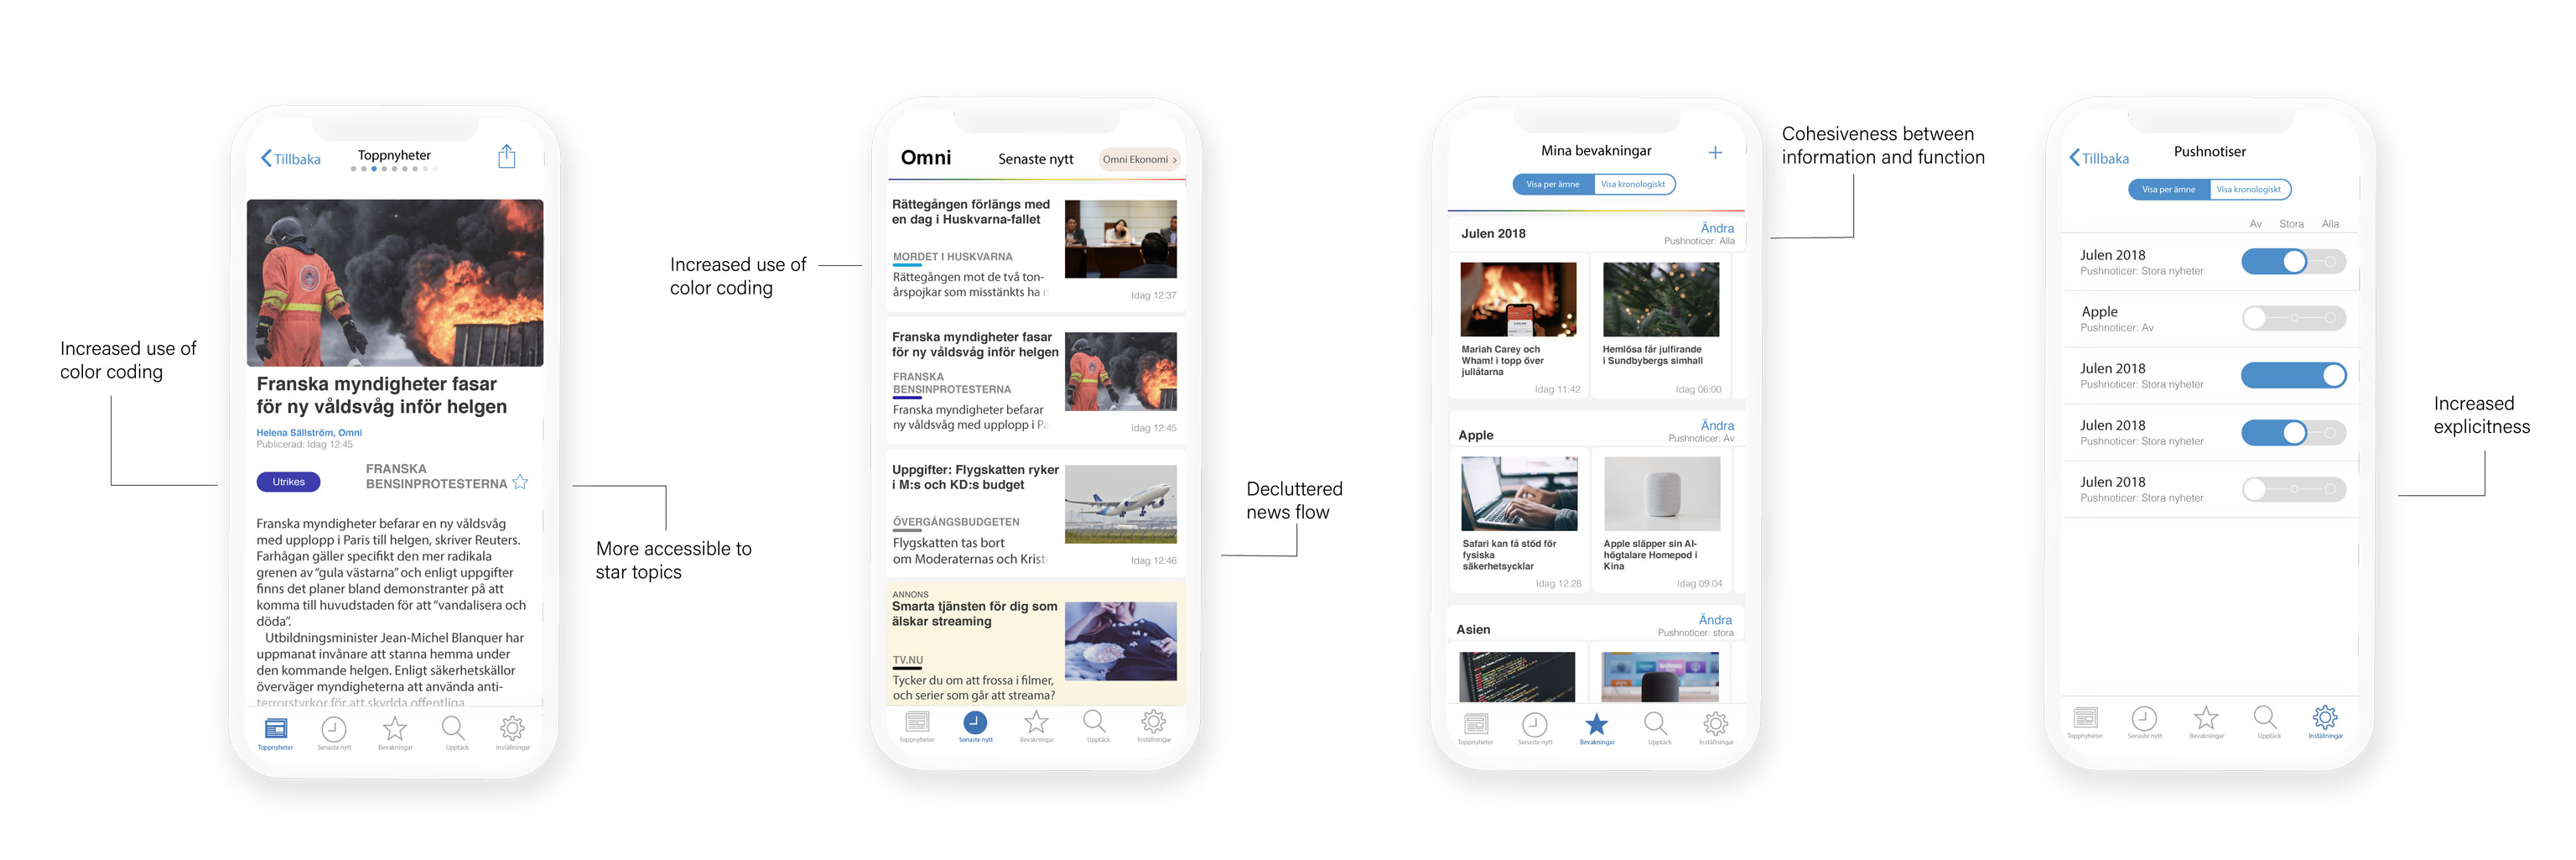 Increased use of
color coding
Tillbaka
Toppnyheter
Franska myndigheter fasar
för ny våldsvåg inför helgen
Helena Sällström, Omni
Publicerad: Idag 12:45
Utrikes
FRANSKA
BENSINPROTESTERNA
Franska myndigheter befarar en ny våldsvåg
med upplopp i Paris till helgen, skriver Reuters.
Farhågan gäller specifikt den mer radikala
grenen av "gula västarna" och enligt uppgifter
finns det planer bland demonstranter på att
komma till huvudstaden för att "vandalisera och
döda".
Utbildningsminister Jean-Michel Blanquer har
uppmanat invånare att stanna hemma under
den kommande helgen. Enligt säkerhetskällor
överväger myndigheterna att använda anti-
terrorstyrkor för att skydda offentliga
Toppnyheter
Senaste nytt
Bevakningar
Upptäck
Inställningar
More accessible to
star topics
Increased use of
color coding
Omni
Senaste nytt
Omni Ekonomi >
Rättegången förlängs med
en dag i Huskvarna-fallet
MORDET I HUSKVARNA
Rättegången mot de två ton-
årspojkar som misstänkts ha
Idag 12:37
Franska myndigheter fasar
för ny våldsvåg inför helgen
FRANSKA
BENSINPROTESTERNA
Franska myndigheter befarar
ny våldsvåg med upplopp i Pa
Idag 12:45
Uppgifter: Flygskatten ryker
i M:s och KD:s budget
ÖVERGÅNGSBUDGETEN
Flygskatten tas bort
om Moderaternas och Krist
Idag 12:46
ANNONS
Smarta tjänsten för dig som
älskar streaming
TV.NU
Tycker du om att frossa i filmer,
och serier som går att streama?
Toppnyheter
Senaste nytt
Bevakningar
Upptäck
Inställningar
Decluttered
news flow
Mina bevakningar
Visa per ämne
Visa kronologiskt
Julen 2018
Ändra
Pushnoticer: Alla
Mariah Carey och
Wham! i topp över
jullåtarna
Idag 11:42
Hemlösa får julfirande
i Sundbybergs simhall
Idag 06:00
Apple
Ändra
Pushnoticer: Av
Safari kan få stöd för
fysiska
säkerhetsycklar
Idag 12:28
Apple släpper sin AI-
högtalare Homepod i
Kina
Idag 09:04
Asien
Ändra
Pushnoticer: stora
Toppnyheter
Senaste nytt
Bevakningar
Upptäck
Inställningar
Cohesiveness between
information and function
Tillbaka
Pushnotiser
Visa per ämne
Visa kronologiskt
Av
Stora
Alla
Julen 2018
Pushnoticer: Stora nyheter
Apple
Pushnoticer: Av
Julen 2018
Pushnoticer: Stora nyheter
Julen 2018
Pushnoticer: Stora nyheter
Julen 2018
Pushnoticer: Stora nyheter
Toppnyheter
Senaste nytt
Bevakningar
Upptäck
Inställningar
Increased
explicitness